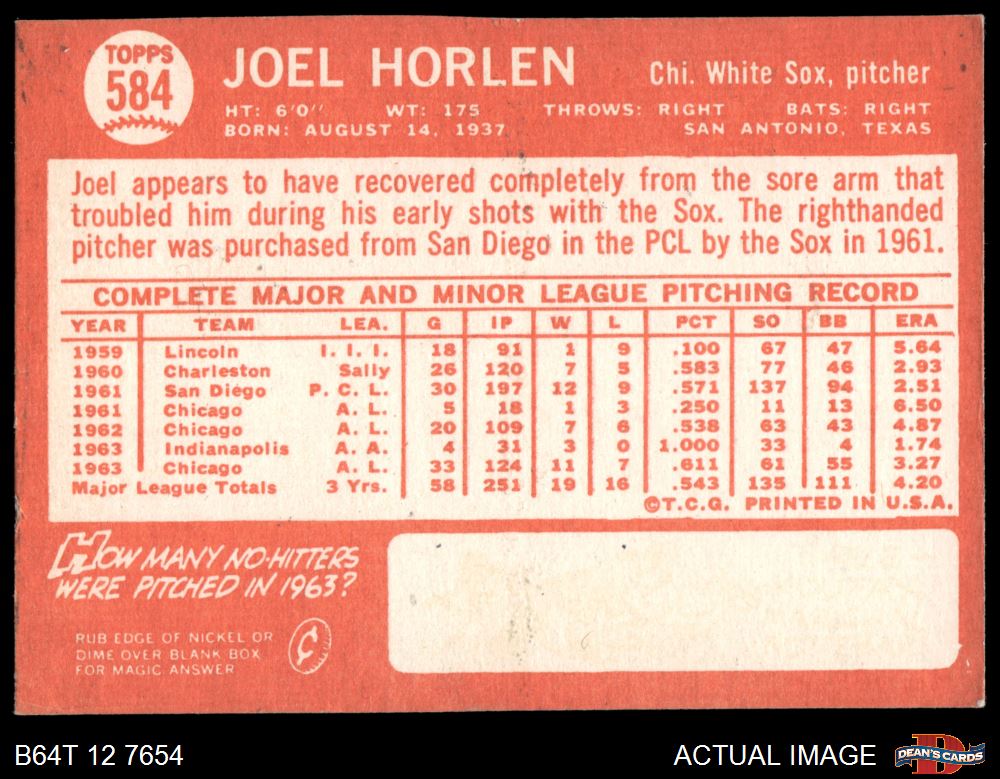 TOPPS
584
JOEL HORLEN
Chi. White Sox, pitcher
HT: 6'0" WT: 175 THROWS: RIGHT BATS: RIGHT
BORN: AUGUST 14, 1937 SAN ANTONIO, TEXAS
Joel appears to have recovered completely from the sore arm that
troubled him during his early shots with the Sox. The righthanded
pitcher was purchased from San Diego in the PCL by the Sox in 1961.
COMPLETE MAJOR AND MINOR LEAGUE PITCHING RECORD
YEAR TEAM LEA. G IP W L PCT SO BB ERA
1959 Lincoln I. I. I. 18 91 1 9 .100 67 47 5.64
1960 Charleston Sally 26 120 7 5 .583 77 46 2.93
1961 San Diego P. C. L. 30 197 12 9 .571 137 94 2.51
1961 Chicago A. L. 5 18 1 3 .250 11 13 6.50
1962 Chicago A. L. 20 109 7 6 .538 63 43 4.87
1963 Indianapolis A. A. 4 31 3 0 1.000 33 4 1.74
1963 Chicago A. L. 33 124 11 7 .611 61 55 3.27
Major League Totals 3 Yrs. 58 251 19 16 .543 135 111 4.20
©T.C.G. PRINTED IN U.S.A.
HOW MANY NO-HITTERS
WERE PITCHED IN 1963?
RUB EDGE OF NICKEL OR
DIME OVER BLANK BOX
FOR MAGIC ANSWER
¢
B64T 12 7654
ACTUAL IMAGE
D
DEAN'S CARDS